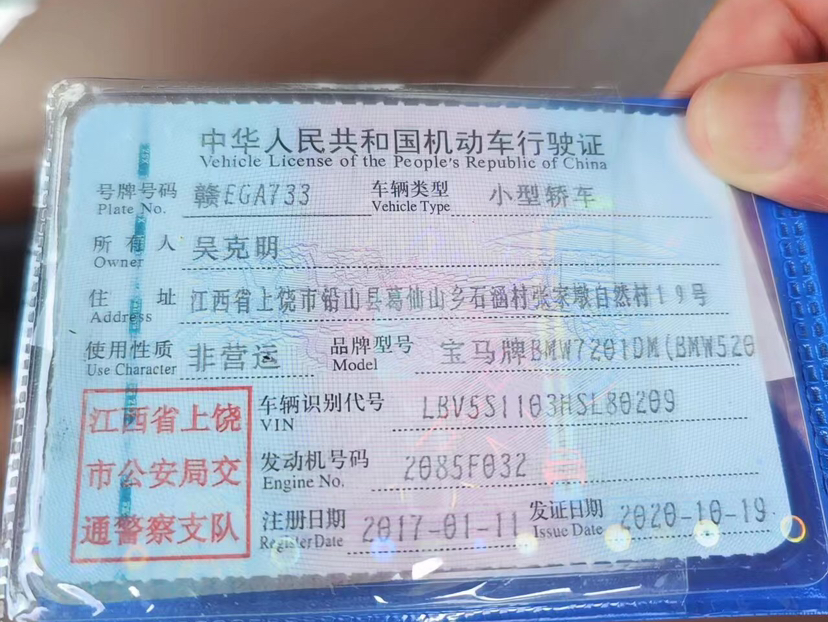 中华人民共和国机动车行驶证
Vehicle License of the People's Republic of China
号牌号码 赣EGA733 车辆类型 小型轿车
Plate No. Vehicle Type
所有人 吴克明
Owner
住址 江西省上饶市铅山县葛仙山乡石涵村张家墩自然村19号
Address
使用性质 非营运 品牌型号 宝马牌BMW7201DM(BMW520
Use Character Model
江西省上饶 车辆识别代号 LBV5S1103HSL80209
VIN
市公安局交 发动机号码 2085F032
Engine No.
通警察支队 注册日期 2017-01-11 发证日期 2020-10-19
Register Date Issue Date